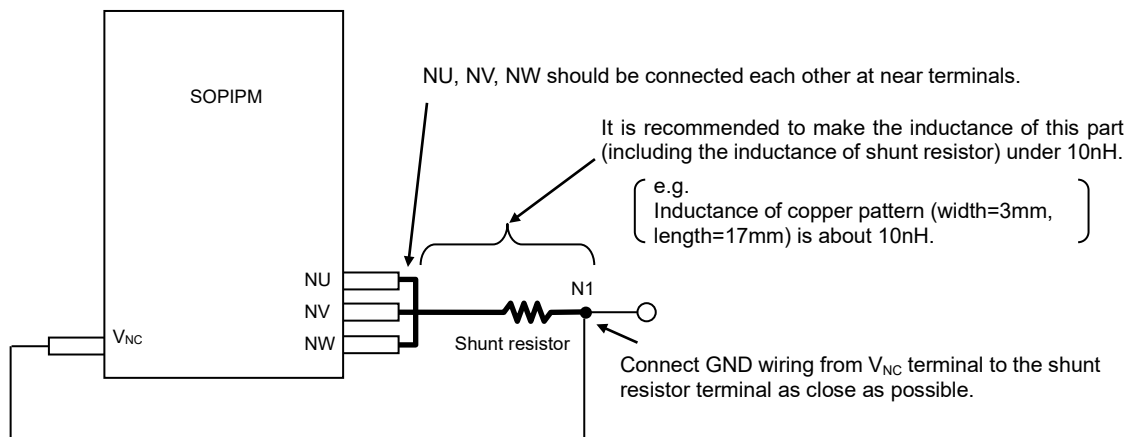 NU, NV, NW should be connected each other at near terminals.
SOPIPM
It is recommended to make the inductance of this part
(including the inductance of shunt resistor) under 10nH.
e.g.
Inductance of copper pattern (width=3mm,
length=17mm) is about 10nH.
NU
N1
NV
VNC
NW
Shunt resistor
Connect GND wiring from VNC terminal to the shunt
resistor terminal as close as possible.